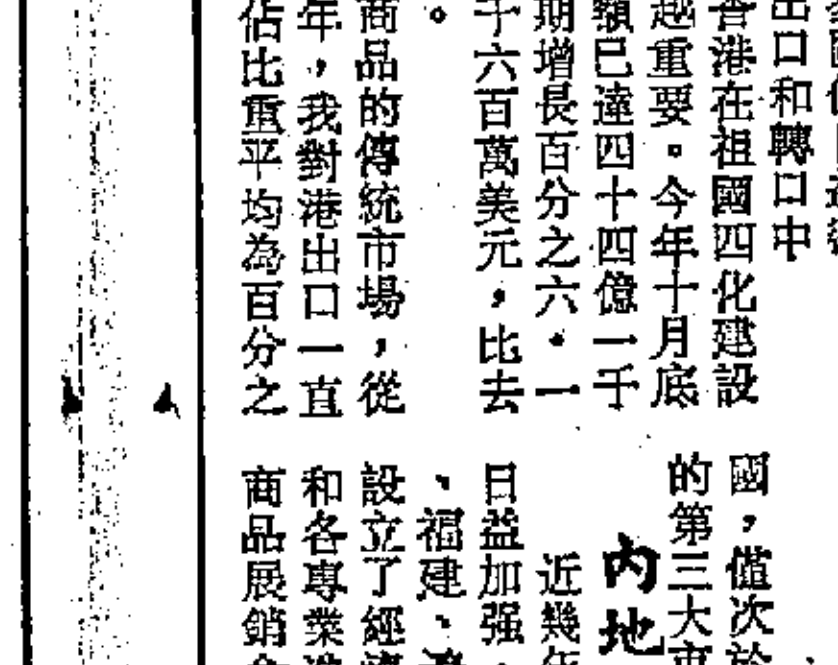 出口和轉口中
香港在祖國四化建設
越重要。今年十月底
額已達四十四億一千
期增長百分之六·一
千六百萬美元，比去
。
商品的傳統市場，從
年，我對港出口一直
佔比重平均為百分之
國，僅次於
的第三大市
內地
近幾年
日益加强，
、福建、
設立了經濟
和各專業進
商品展銷會